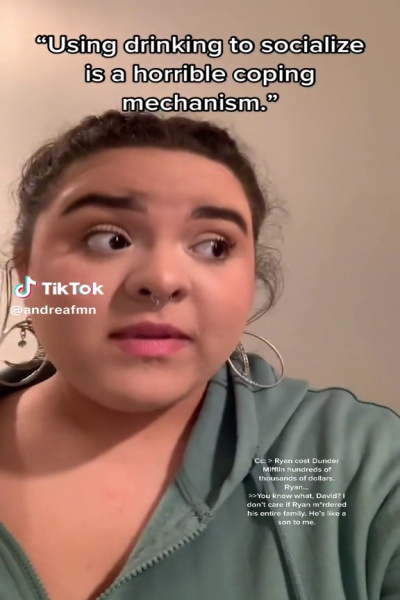 “Using drinking to socialize
is a horrible coping
mechanism.”
TikTok
@andreafmn
Cc: > Ryan cost Dunder
Mifflin hundreds of
thousands of dollars.
Ryan...
>>You know what, David? I
don't care if Ryan m*rdered
his entire family. He's like a
son to me.